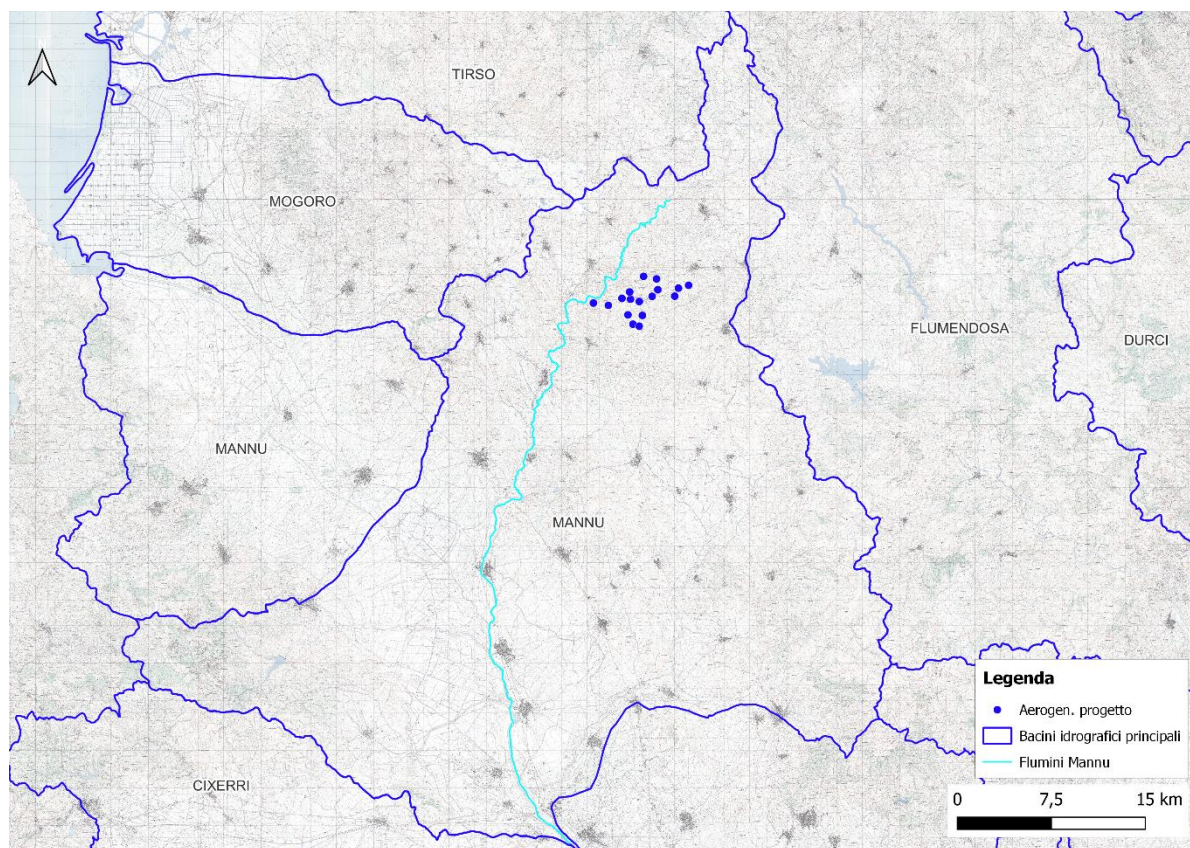 TIRSO
MOGORO
FLUMENDOSA
DURCI
MANNU
MANNU
CIXERRI
Legenda
Aerogen. progetto
Bacini idrografici principali
Flumini Mannu
0 7,5 15 km